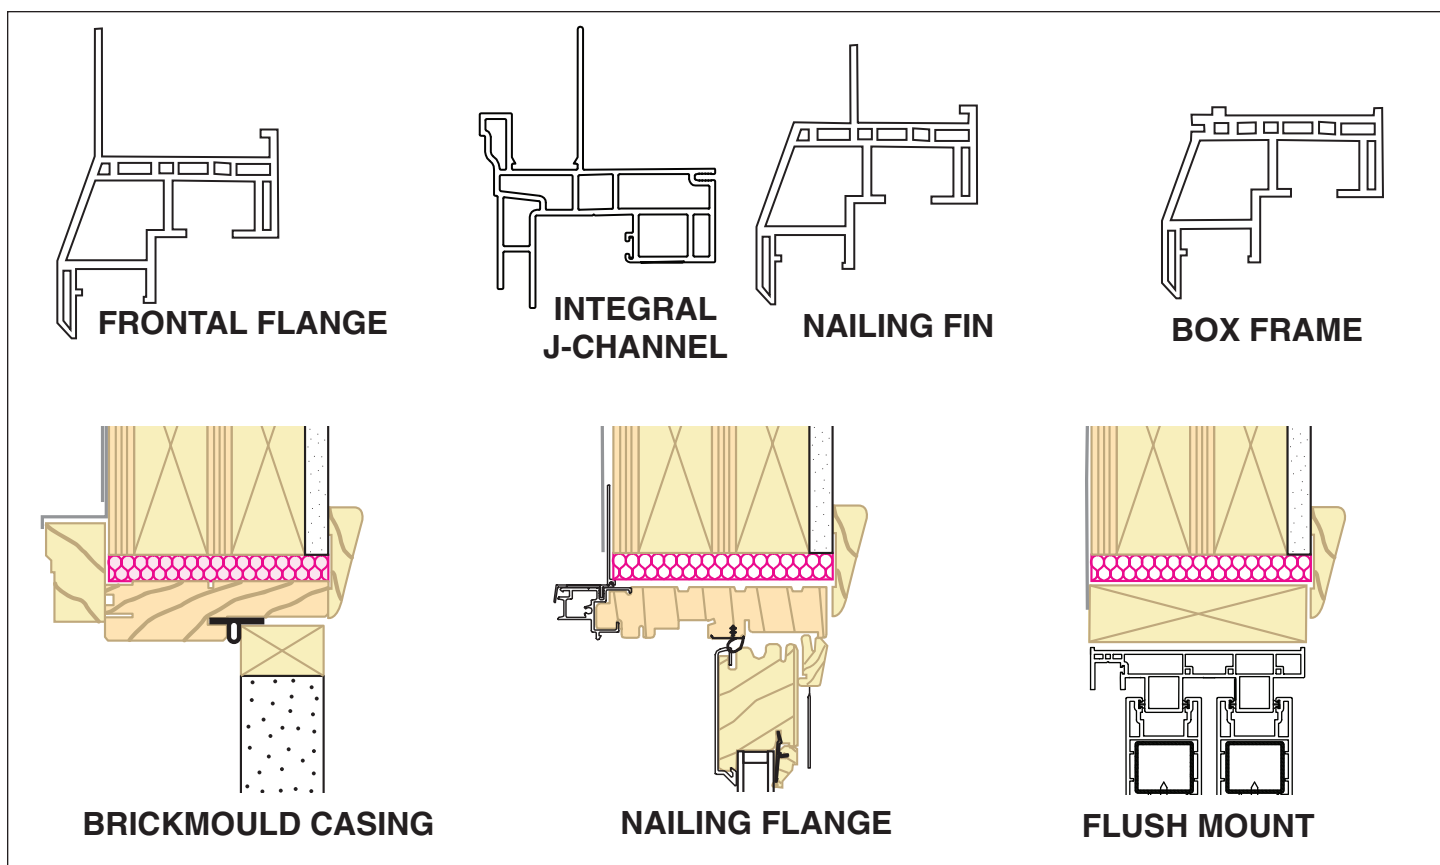 FRONTAL FLANGE
INTEGRAL
J-CHANNEL
NAILING FIN
BOX FRAME
BRICKMOULD CASING
NAILING FLANGE
FLUSH MOUNT